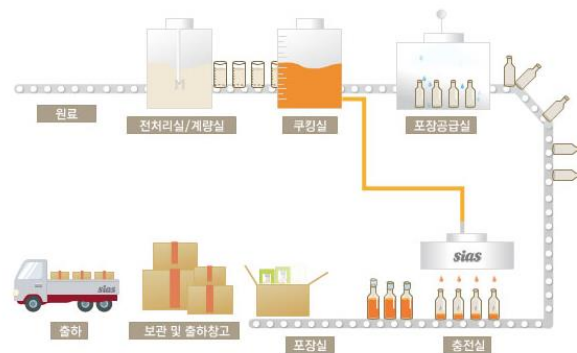 원료
전처리실/계량실
쿠킹실
포장공급실
sias
sias
출하
보관 및 출하창고
포장실
충전실